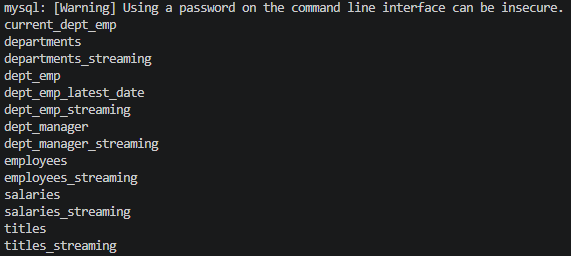 mysql: [Warning] Using a password on the command line interface can be insecure.
current_dept_emp
departments
departments_streaming
dept_emp
dept_emp_latest_date
dept_emp_streaming
dept_manager
dept_manager_streaming
employees
employees_streaming
salaries
salaries_streaming
titles
titles_streaming